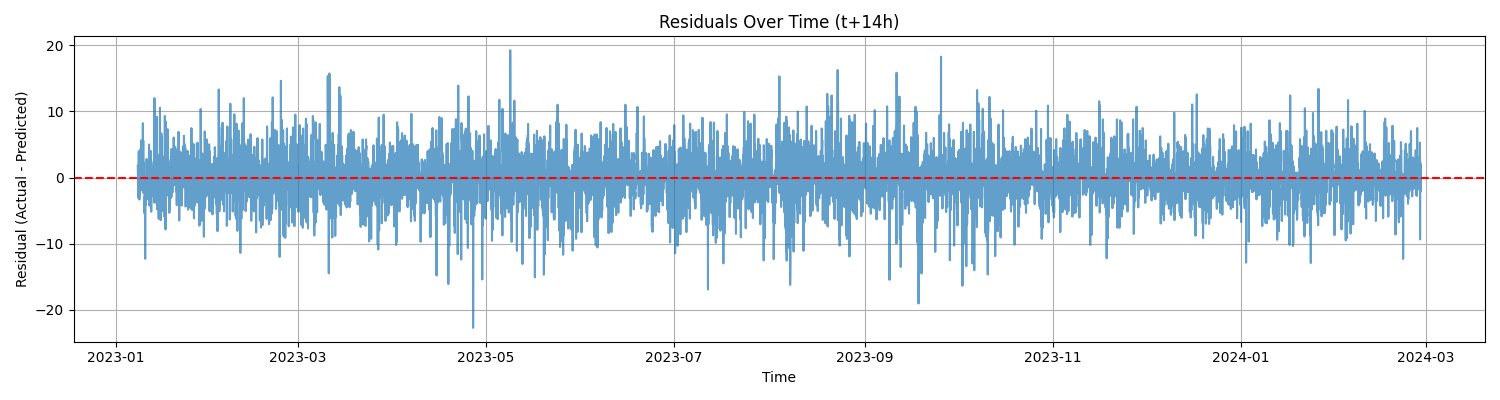 Residuals Over Time (t+14h)
Residual (Actual - Predicted)
20
10
0
−10
−20
2023-01 2023-03 2023-05 2023-07 2023-09 2023-11 2024-01 2024-03
Time